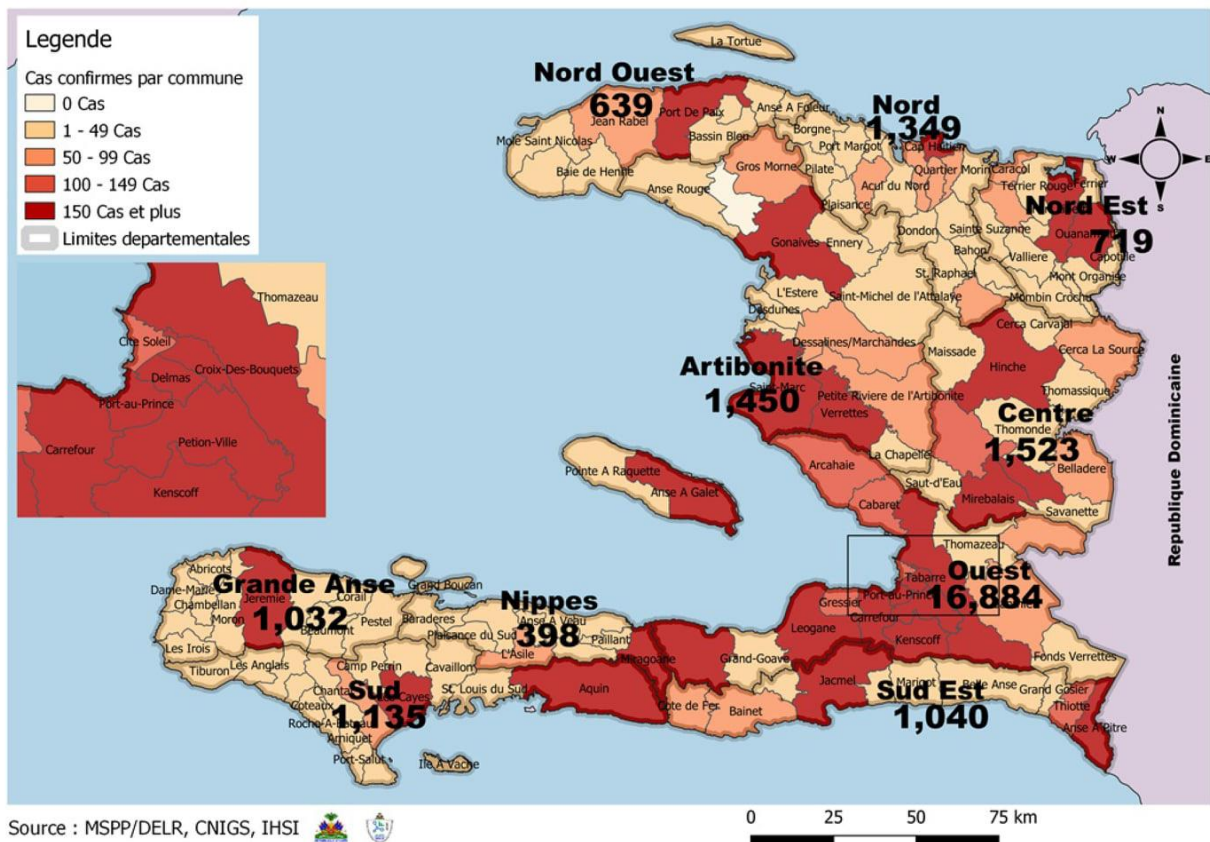 Legende
Cas confirmes par commune
0 Cas
1 - 49 Cas
50 - 99 Cas
100 - 149 Cas
150 Cas et plus
Limites departementales
Thomazeau
Cite Soleil
Croix-Des-Bouquets
Delmas
Port-au-Prince
Carrefour
Petion-Ville
Kenscoff
La Tortue
Nord Ouest
639
Port De Paix
Jean Rabel
Anse A Foleur
Mole Saint Nicolas
Bassin Bleu
Baie de Henne
Anse Rouge
Nord
1,349
Borgne
Port Margot
Cap Haitien
Pilate
Quartier Morin
Caracol
Acul du Nord
Plaisance
Gros Morne
N
W
E
S
Terrier Rouge
Ferrier
Nord Est
719
Capotille
Sainte Suzanne
Valliere
Mont Organise
Mombin Crochu
Dondon
Bahon
St. Raphael
Gonaives
Ennery
L'Estere
Saint-Michel de l'Attalaye
Desdunes
Dessalines/Marchandes
Cerca Carvajal
Maissade
Cerca La Source
Hinche
Thomassique
Artibonite
1,450
Saint-Marc
Petite Riviere de l'Artibonite
Verrettes
Centre
1,523
Thomonde
La Chapelle
Belladere
Saut-d'Eau
Mirebalais
Savanette
Arcahaie
Cabaret
Pointe A Raquette
Anse A Galet
Republique Dominicaine
Thomazeau
Ouest
16,884
Tabarre
Port-au-Prince
Gressier
Carrefour
Leogane
Kenscoff
Fonds Verrettes
Abricots
Dame-Marie
Grande Anse
1,032
Jeremie
Chambellan
Moron
Corail
Beaumont
Pestel
Les Irois
Grand Boucan
Baraderes
Nippes
398
Anse A Veau
Plaisance du Sud
Paillant
L'Asile
Miragoane
Grand-Goave
Tiburon
Les Anglais
Camp Perrin
Cavaillon
Sud
1,135
Coteaux
St. Louis du Sud
Aquin
Port-Salut
Ile A Vache
Cote de Fer
Bainet
Jacmel
Sud Est
1,040
Marigot
Belle Anse
Grand Gosier
Thiotte
Anse A Pitre
Source : MSPP/DELR, CNIGS, IHSI
0 25 50 75 km